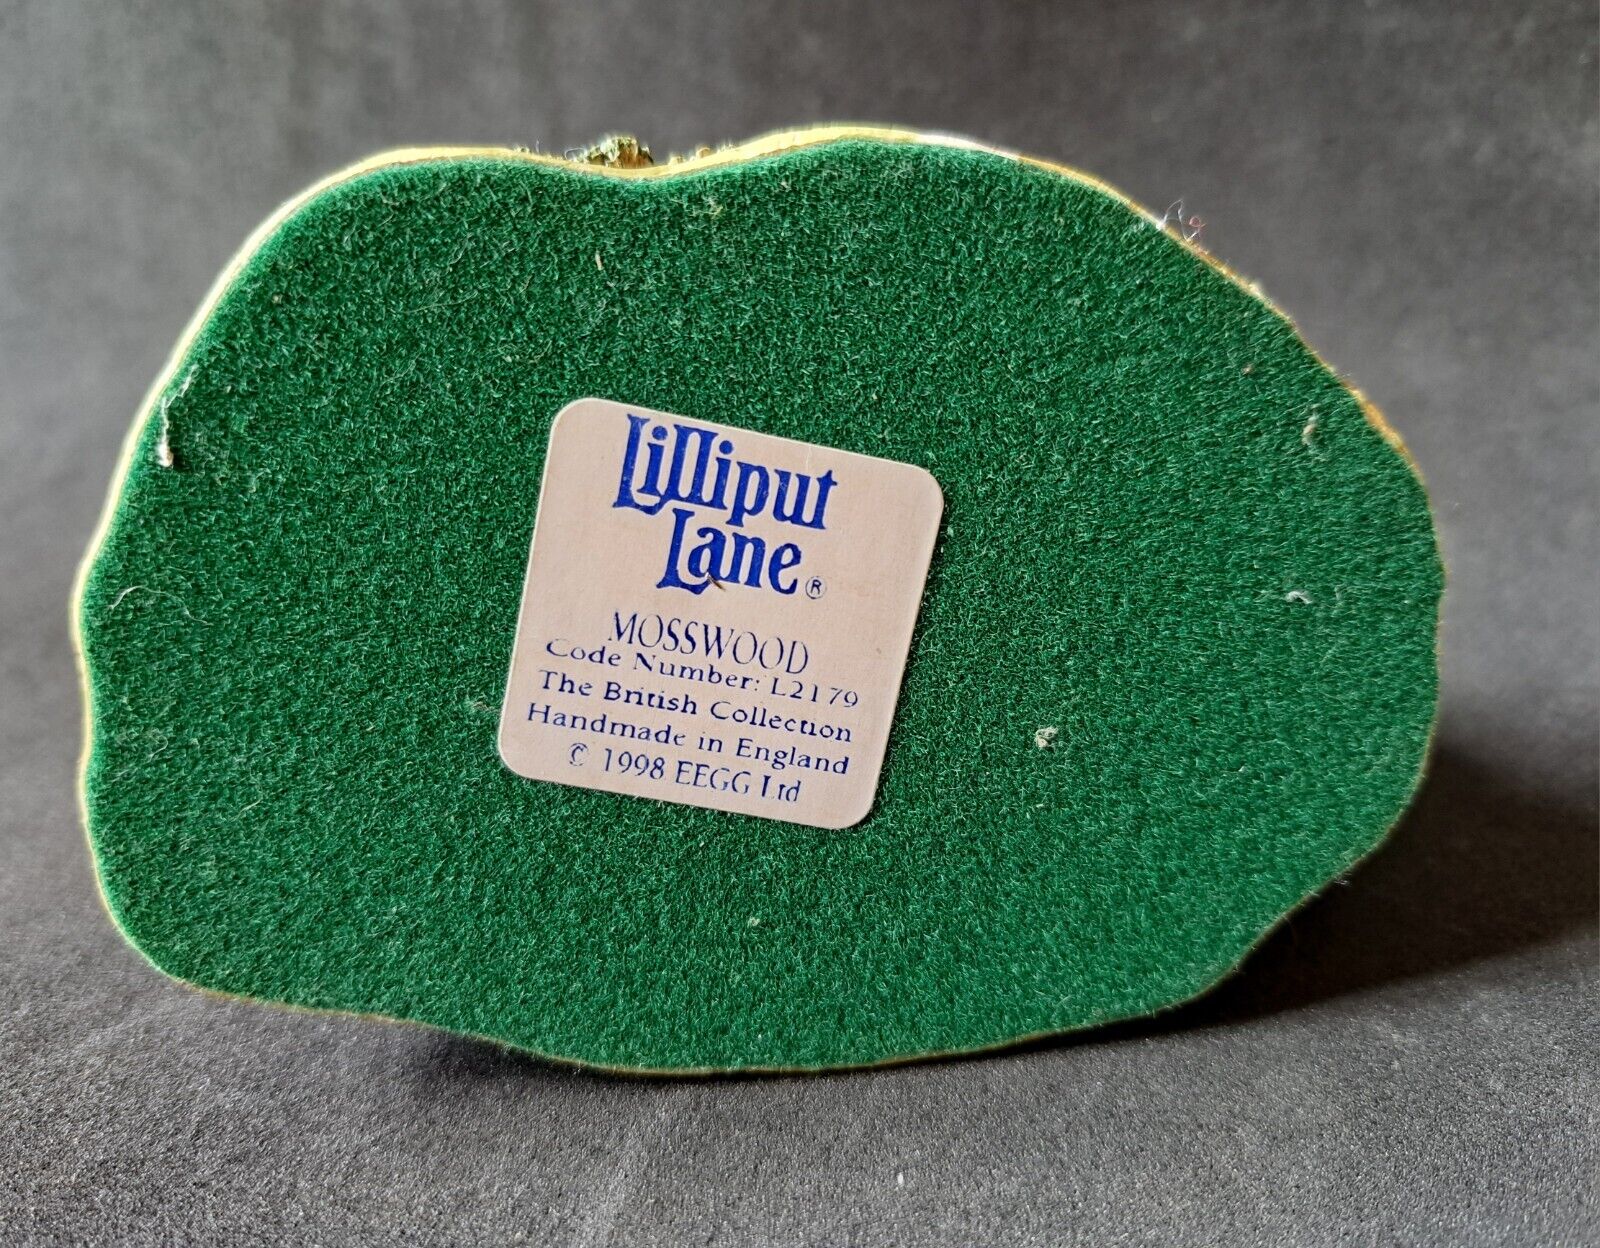 Lilliput
Lane ®
MOSSWOOD
Code Number: L2179
The British Collection
Handmade in England
© 1998 EEGG Ltd